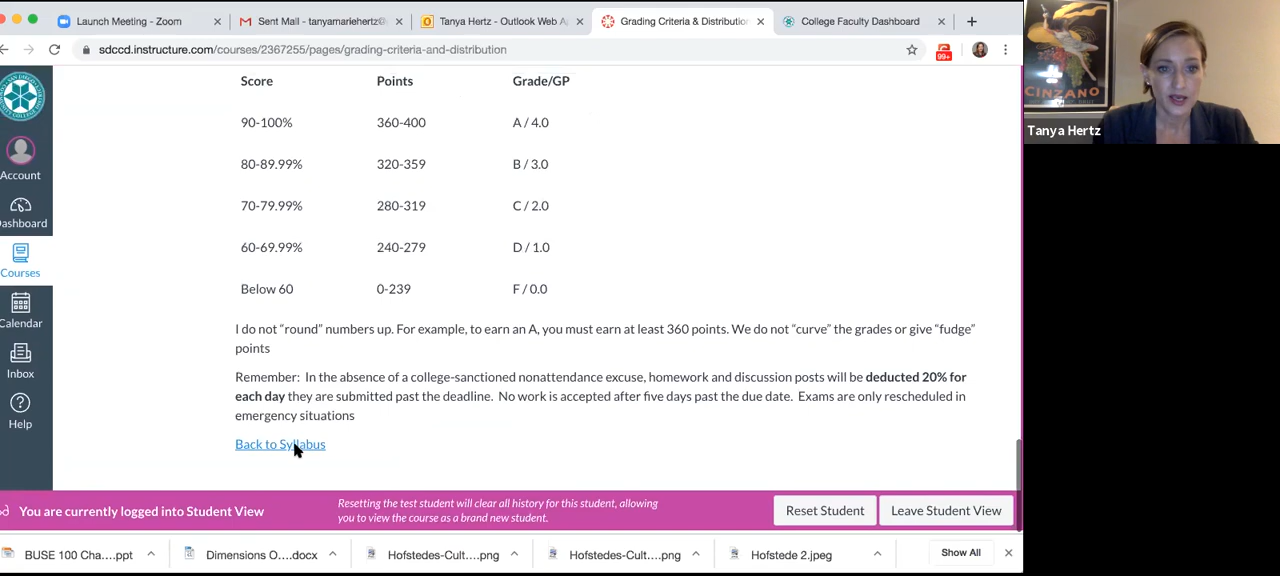 Launch Meeting - Zoom
Sent Mail - tanyamariehertz@
Tanya Hertz - Outlook Web A
Grading Criteria & Distributio
College Faculty Dashboard
sdccd.instructure.com/courses/2367255/pages/grading-criteria-and-distribution
99+
CINZANO
Tanya Hertz
Account
Dashboard
Courses
Calendar
Inbox
Help
Score Points Grade/GP
90-100% 360-400 A / 4.0
80-89.99% 320-359 B / 3.0
70-79.99% 280-319 C / 2.0
60-69.99% 240-279 D / 1.0
Below 60 0-239 F / 0.0
I do not “round” numbers up. For example, to earn an A, you must earn at least 360 points. We do not “curve” the grades or give “fudge”
points
Remember: In the absence of a college-sanctioned nonattendance excuse, homework and discussion posts will be deducted 20% for
each day they are submitted past the deadline. No work is accepted after five days past the due date. Exams are only rescheduled in
emergency situations
Back to Syllabus
You are currently logged into Student View
Resetting the test student will clear all history for this student, allowing
you to view the course as a brand new student.
Reset Student
Leave Student View
BUSE 100 Cha....ppt
Dimensions O....docx
Hofstedes-Cult....png
Hofstedes-Cult....png
Hofstede 2.jpeg
Show All